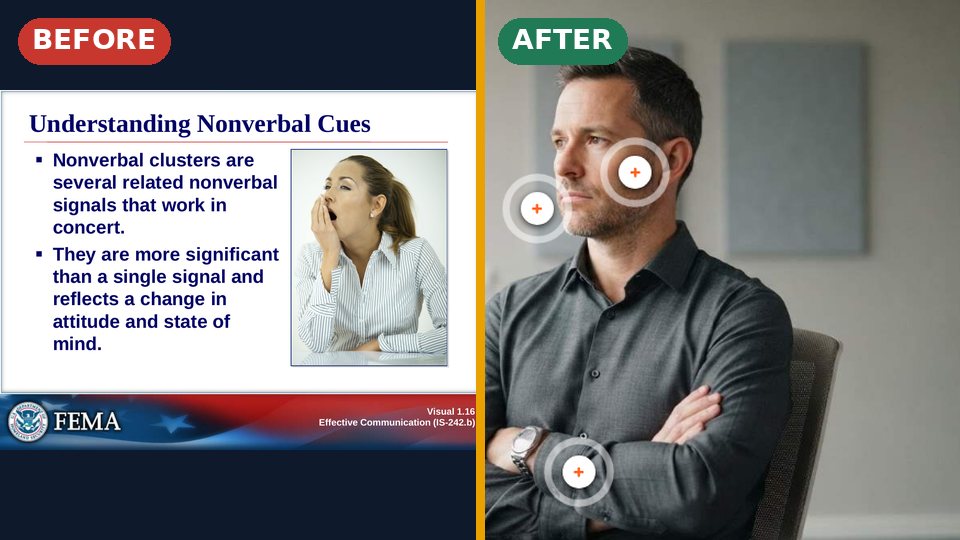 BEFORE
AFTER
Understanding Nonverbal Cues
▪ Nonverbal clusters are
several related nonverbal
signals that work in
concert.
▪ They are more significant
than a single signal and
reflects a change in
attitude and state of
mind.
FEMA
Visual 1.16
Effective Communication (IS-242.b)